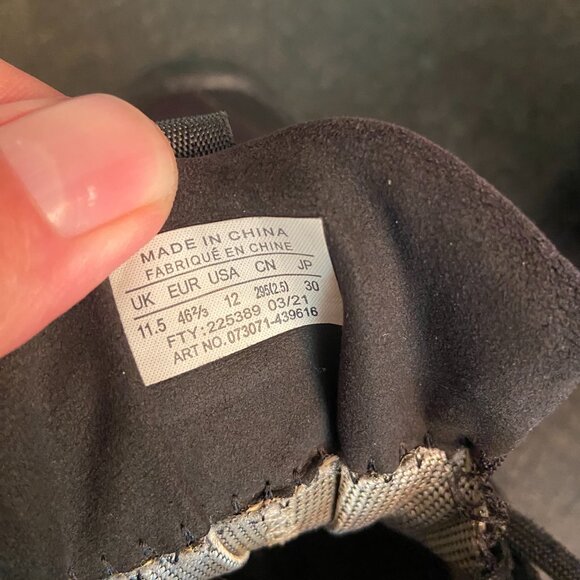 MADE IN CHINA
FABRIQUÉ EN CHINE
UK EUR USA CN JP
11.5 46⅔ 12 295(2.5) 30
FTY:225389 03/21
ART NO.073071-439616